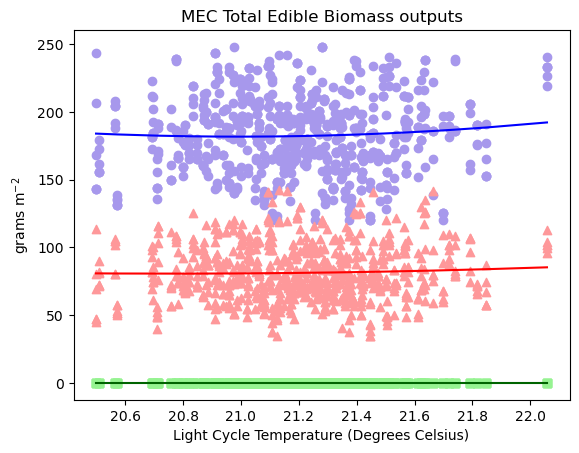 MEC Total Edible Biomass outputs
250
200
150
100
50
0
grams m⁻²
20.6 20.8 21.0 21.2 21.4 21.6 21.8 22.0
Light Cycle Temperature (Degrees Celsius)